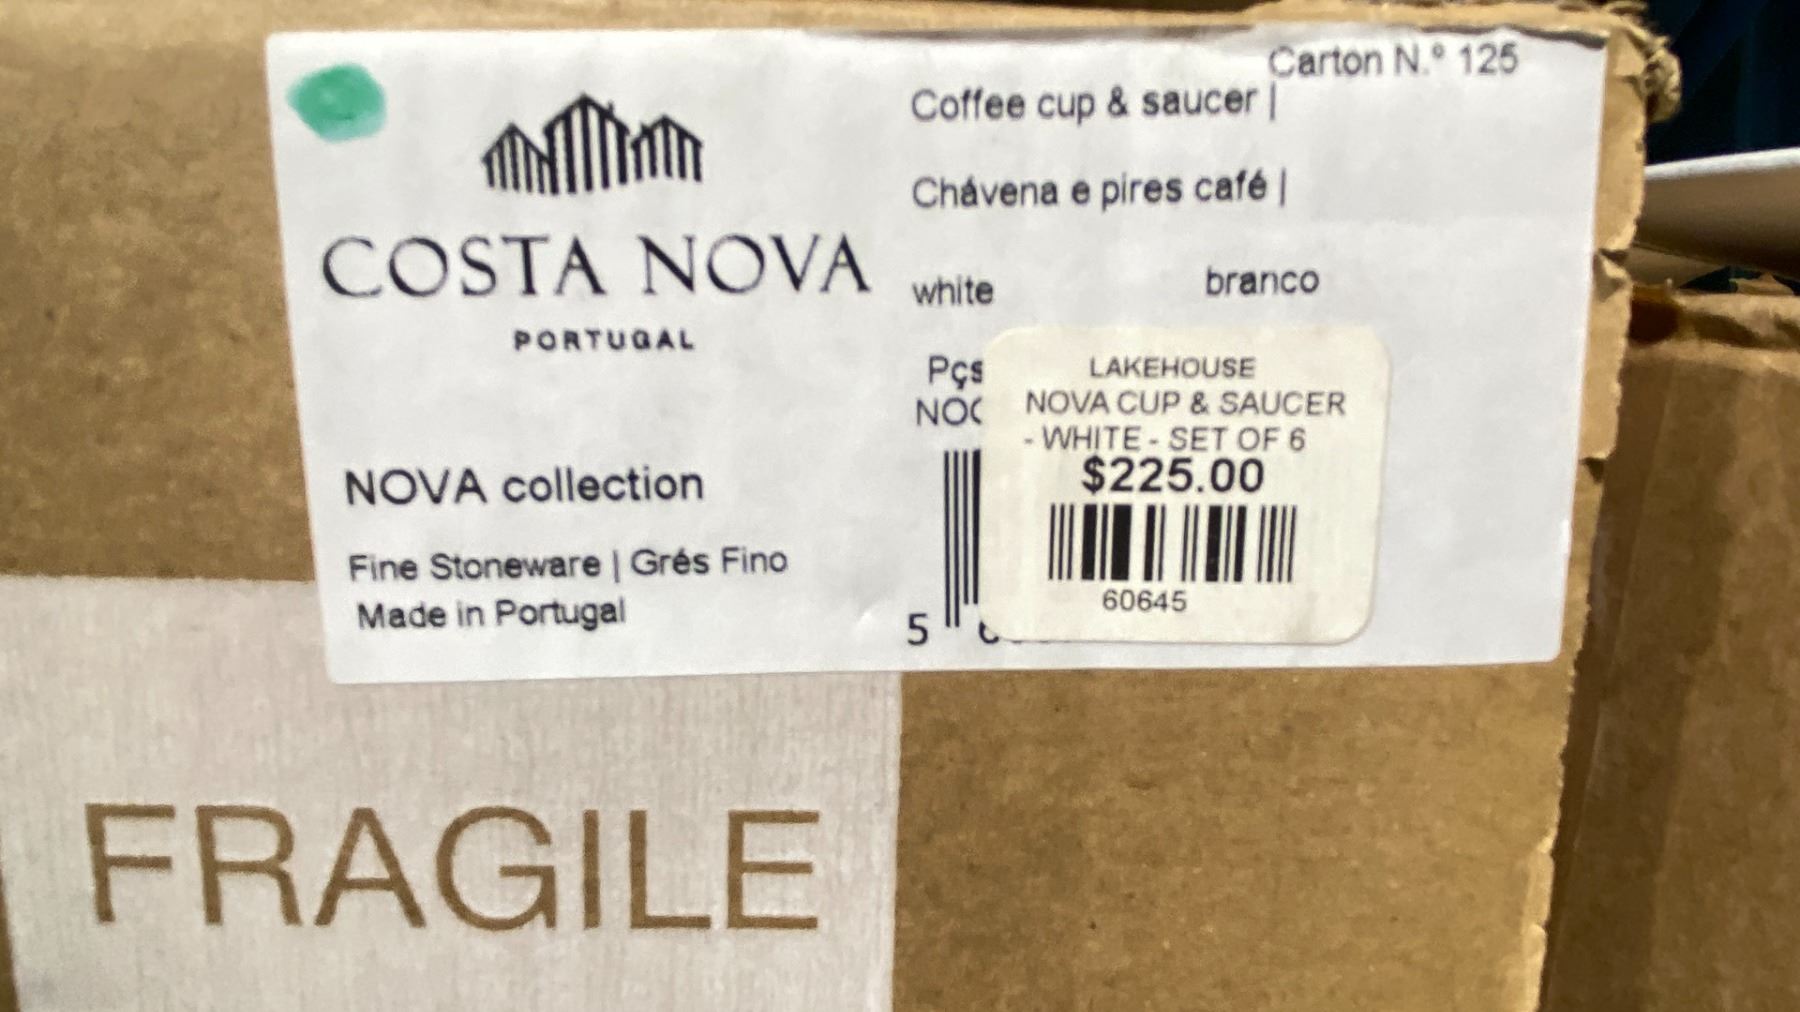 Carton N.º 125
Coffee cup & saucer |
Chávena e pires café |
COSTA NOVA
PORTUGAL
white branco
Pçs
NOVA collection
Fine Stoneware | Grés Fino
Made in Portugal
LAKEHOUSE
NOVA CUP & SAUCER
- WHITE - SET OF 6
$225.00
60645
5
FRAGILE